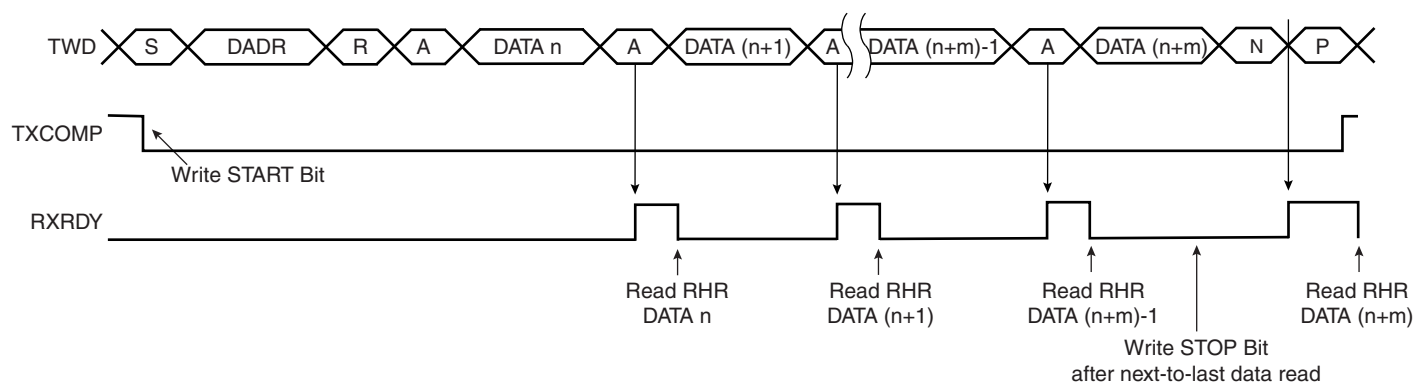 TWD S DADR R A DATA n A DATA (n+1) A DATA (n+m)-1 A DATA (n+m) N P
TXCOMP
Write START Bit
RXRDY
Read RHR Read RHR Read RHR Read RHR
DATA n DATA (n+1) DATA (n+m)-1 DATA (n+m)
Write STOP Bit
after next-to-last data read